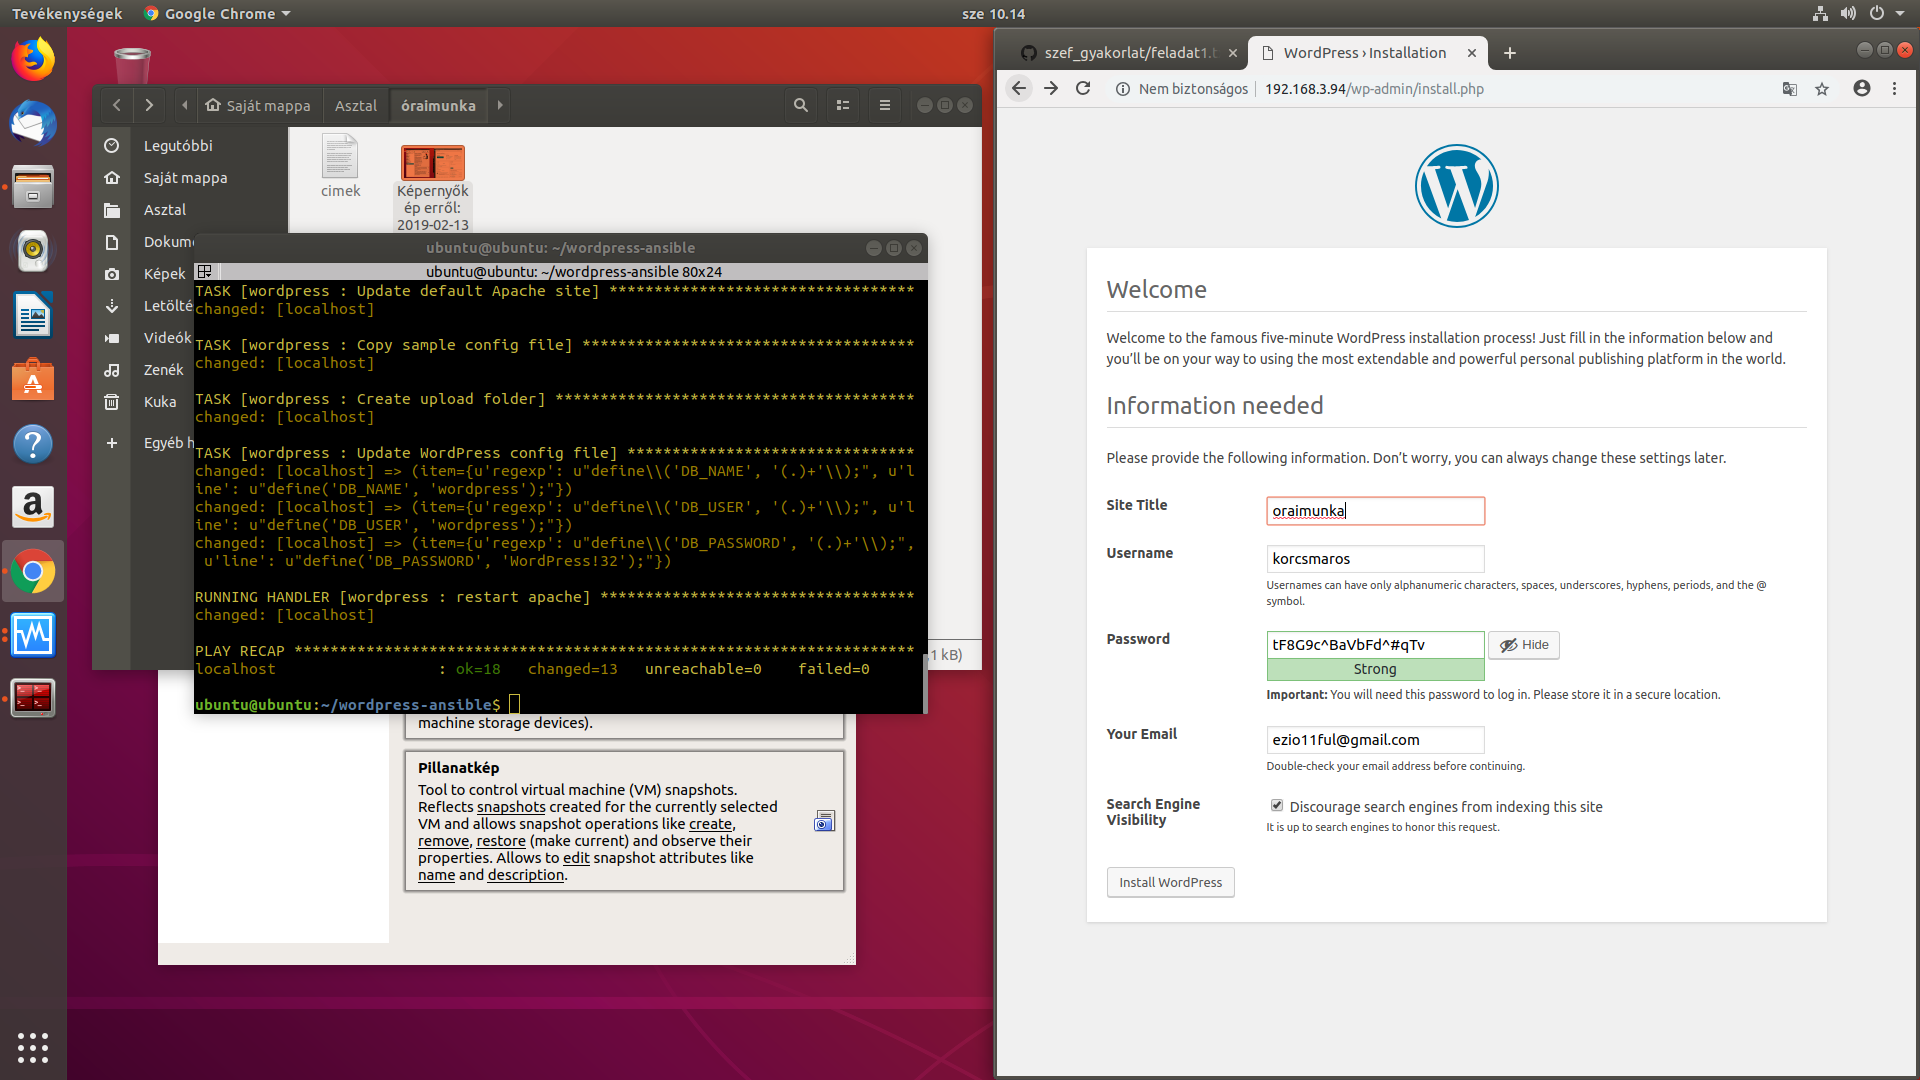 Tevékenységek
Google Chrome
sze 10.14
Saját mappa
Asztal
óraimunka
Legutóbbi
Saját mappa
Asztal
Dokum
Képek
Letölté
Videók
Zenék
Kuka
Egyéb h
cimek
Képernyők
ép erről:
2019-02-13
ubuntu@ubuntu: ~/wordpress-ansible
ubuntu@ubuntu: ~/wordpress-ansible 80x24
TASK [wordpress : Update default Apache site] **********************************
changed: [localhost]
TASK [wordpress : Copy sample config file] *************************************
changed: [localhost]
TASK [wordpress : Create upload folder] ****************************************
changed: [localhost]
TASK [wordpress : Update WordPress config file] ********************************
changed: [localhost] => (item={u'regexp': u"define\\('DB_NAME', '(.)+'\\);", u'l
ine': u"define('DB_NAME', 'wordpress');"})
changed: [localhost] => (item={u'regexp': u"define\\('DB_USER', '(.)+'\\);", u'l
ine': u"define('DB_USER', 'wordpress');"})
changed: [localhost] => (item={u'regexp': u"define\\('DB_PASSWORD', '(.)+'\\);",
 u'line': u"define('DB_PASSWORD', 'WordPress!32');"})
RUNNING HANDLER [wordpress : restart apache] ***********************************
changed: [localhost]
PLAY RECAP *********************************************************************
localhost                  : ok=18   changed=13   unreachable=0    failed=0
ubuntu@ubuntu:~/wordpress-ansible$
,1 kB)
machine storage devices).
Pillanatkép
Tool to control virtual machine (VM) snapshots.
Reflects snapshots created for the currently selected
VM and allows snapshot operations like create,
remove, restore (make current) and observe their
properties. Allows to edit snapshot attributes like
name and description.
szef_gyakorlat/feladat1.t
WordPress › Installation
Nem biztonságos
192.168.3.94/wp-admin/install.php
Welcome
Welcome to the famous five-minute WordPress installation process! Just fill in the information below and
you’ll be on your way to using the most extendable and powerful personal publishing platform in the world.
Information needed
Please provide the following information. Don’t worry, you can always change these settings later.
Site Title
oraimunka
Username
korcsmaros
Usernames can have only alphanumeric characters, spaces, underscores, hyphens, periods, and the @
symbol.
Password
tF8G9c^BaVbFd^#qTv
Hide
Strong
Important: You will need this password to log in. Please store it in a secure location.
Your Email
ezio11ful@gmail.com
Double-check your email address before continuing.
Search Engine
Visibility
Discourage search engines from indexing this site
It is up to search engines to honor this request.
Install WordPress